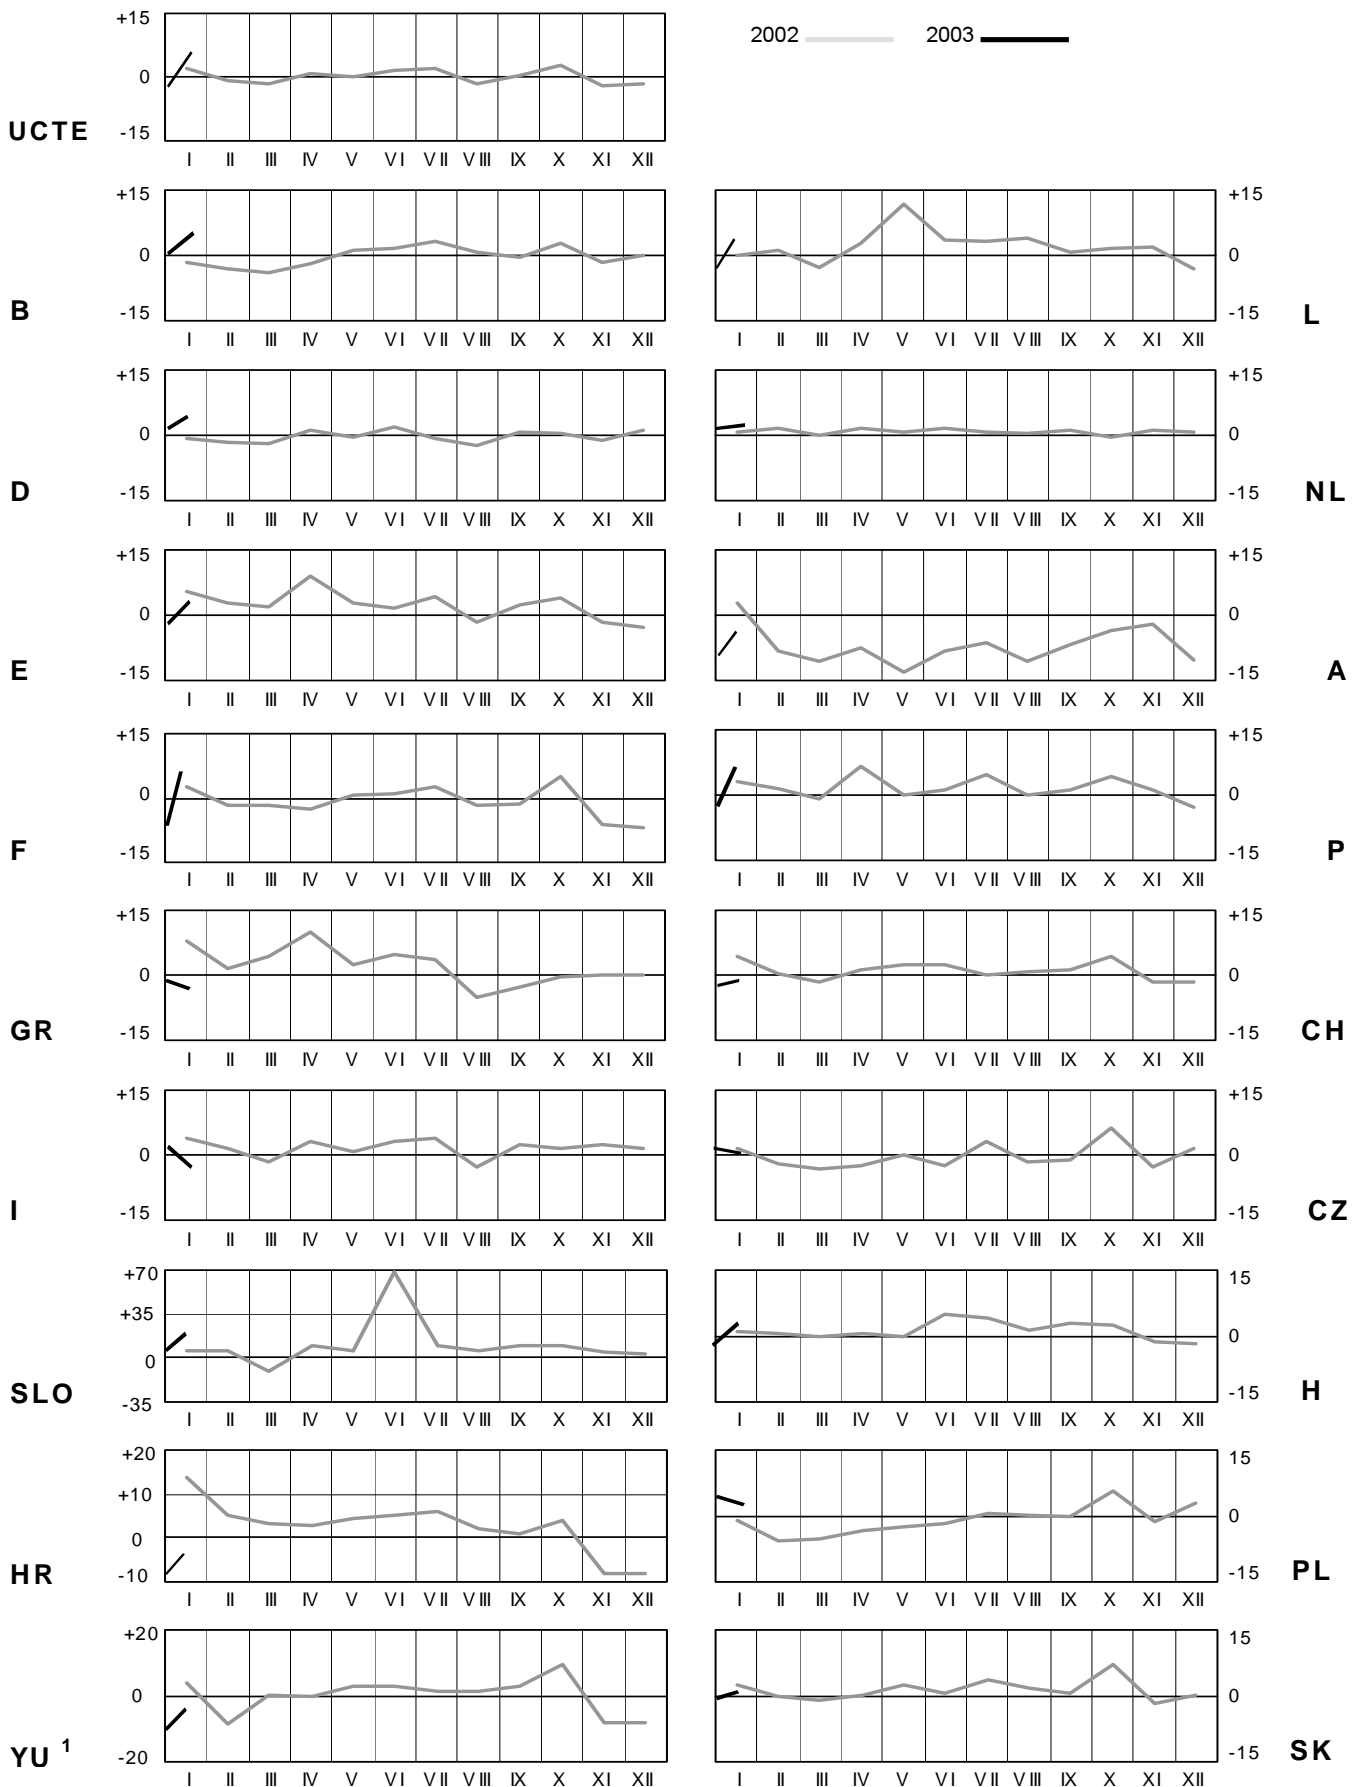 +15
2002 2003
0
UCTE -15
I II III IV V VI VII VIII IX X XI XII
+15 +15
0 0
B -15 -15 L
I II III IV V VI VII VIII IX X XI XII I II III IV V VI VII VIII IX X XI XII
+15 +15
0 0
D -15 -15 NL
I II III IV V VI VII VIII IX X XI XII I II III IV V VI VII VIII IX X XI XII
+15 +15
0 0
E -15 -15 A
I II III IV V VI VII VIII IX X XI XII I II III IV V VI VII VIII IX X XI XII
+15 +15
0 0
F -15 -15 P
I II III IV V VI VII VIII IX X XI XII I II III IV V VI VII VIII IX X XI XII
+15 +15
0 0
GR -15 -15 CH
I II III IV V VI VII VIII IX X XI XII I II III IV V VI VII VIII IX X XI XII
+15 +15
0 0
I -15 -15 CZ
I II III IV V VI VII VIII IX X XI XII I II III IV V VI VII VIII IX X XI XII
+70 15
+35
0 0
SLO -35 -15 H
I II III IV V VI VII VIII IX X XI XII I II III IV V VI VII VIII IX X XI XII
+20 15
+10
0 0
HR -10 -15 PL
I II III IV V VI VII VIII IX X XI XII I II III IV V VI VII VIII IX X XI XII
+20 15
0 0
YU 1 -20 -15 SK
I II III IV V VI VII VIII IX X XI XII I II III IV V VI VII VIII IX X XI XII